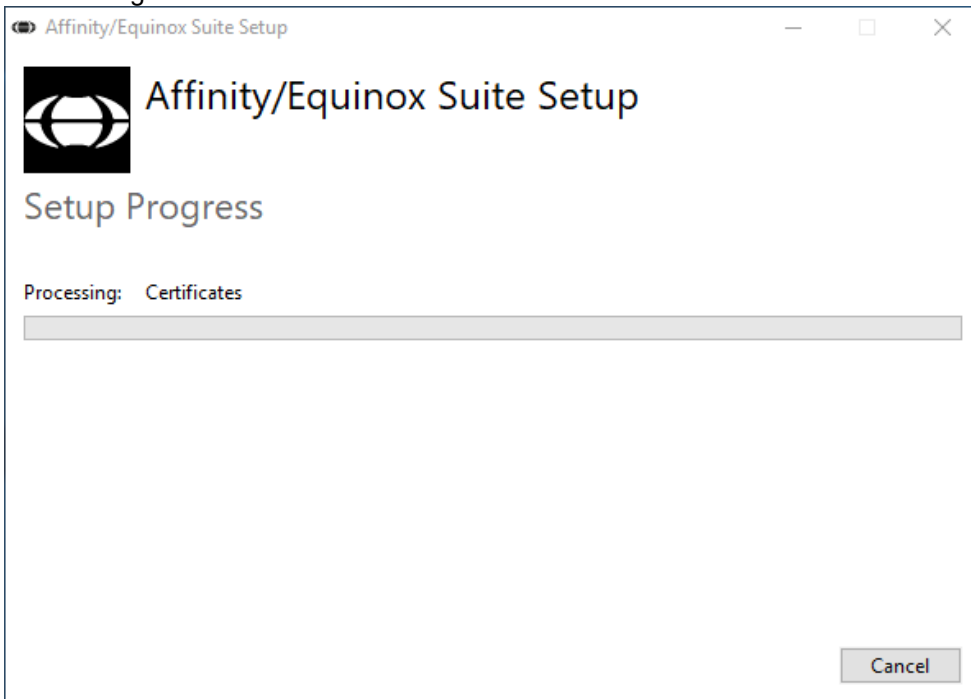 Affinity/Equinox Suite Setup
Affinity/Equinox Suite Setup
Setup Progress
Processing: Certificates
Cancel